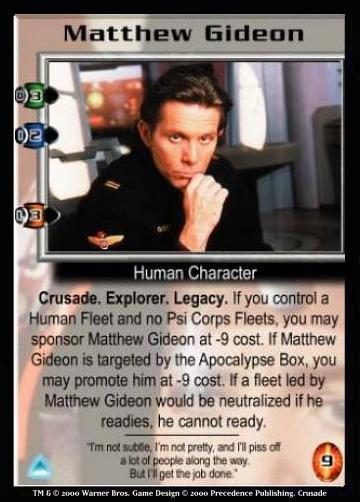 Matthew Gideon
3
2
3
Human Character
Crusade. Explorer. Legacy. If you control a
Human Fleet and no Psi Corps Fleets, you may
sponsor Matthew Gideon at -9 cost. If Matthew
Gideon is targeted by the Apocalypse Box, you
may promote him at -9 cost. If a fleet led by
Matthew Gideon would be neutralized if he
readies, he cannot ready.
"I'm not subtle, I'm not pretty, and I'll piss off
a lot of people along the way.
But I'll get the job done."
9
TM & © 2000 Warner Bros. Game Design © 2000 Precedence Publishing. Crusade